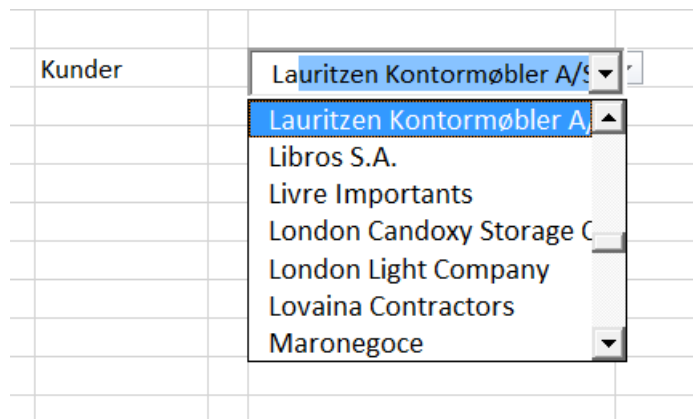 Kunder
Lauritzen Kontormøbler A/S
Lauritzen Kontormøbler A/
Libros S.A.
Livre Importants
London Candoxy Storage C
London Light Company
Lovaina Contractors
Maronegoce